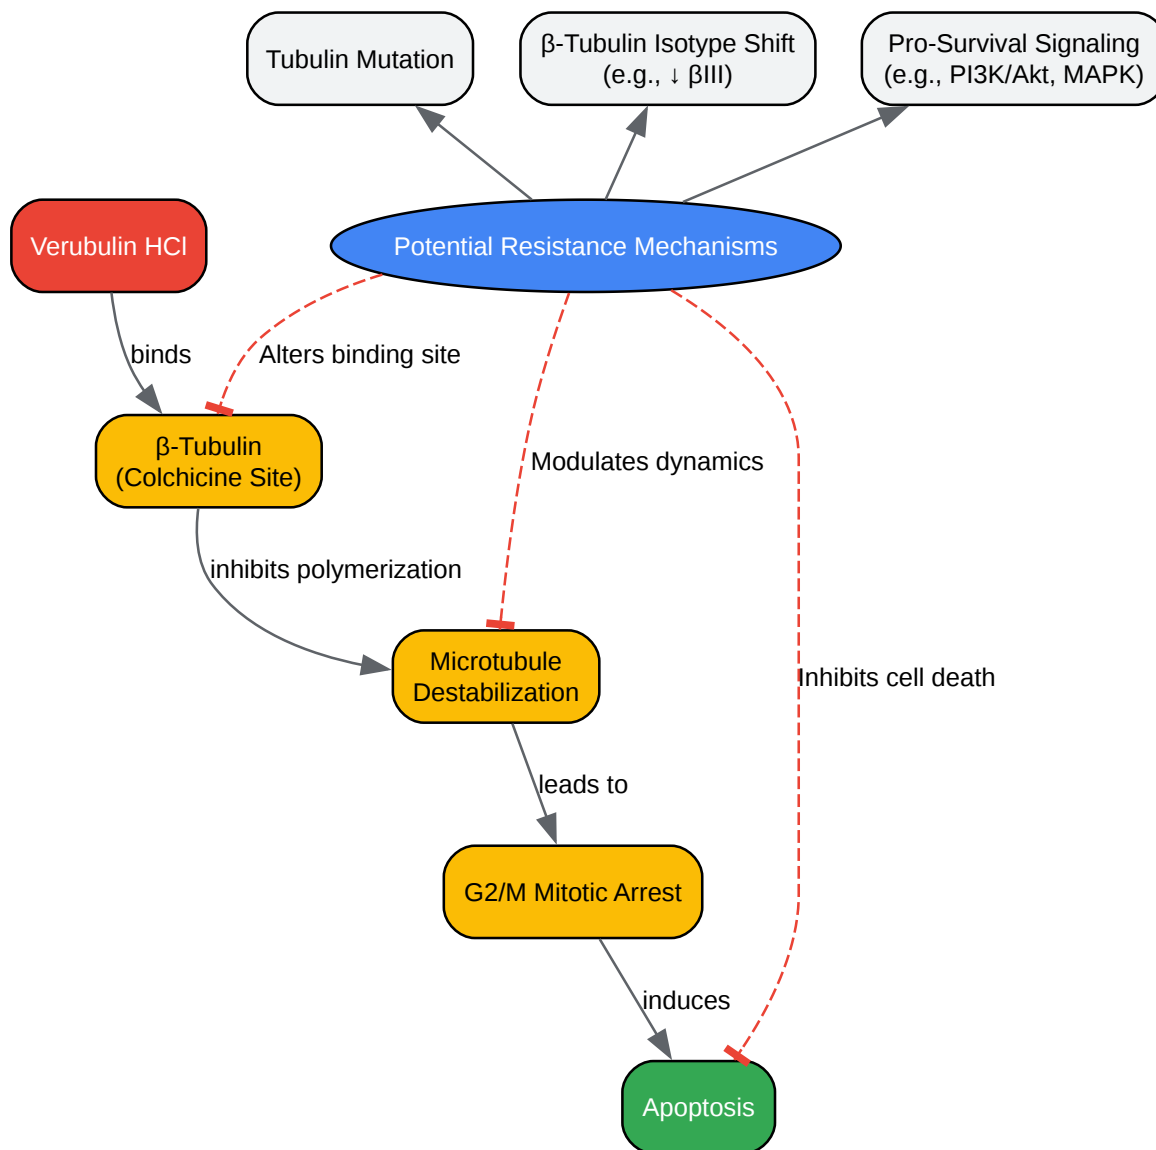 Tubulin Mutation
β-Tubulin Isotype Shift
(e.g., ↓ βIII)
Pro-Survival Signaling
(e.g., PI3K/Akt, MAPK)
Verubulin HCl
Potential Resistance Mechanisms
binds
Alters binding site
β-Tubulin
(Colchicine Site)
Modulates dynamics
inhibits polymerization
Microtubule
Destabilization
Inhibits cell death
leads to
G2/M Mitotic Arrest
induces
Apoptosis